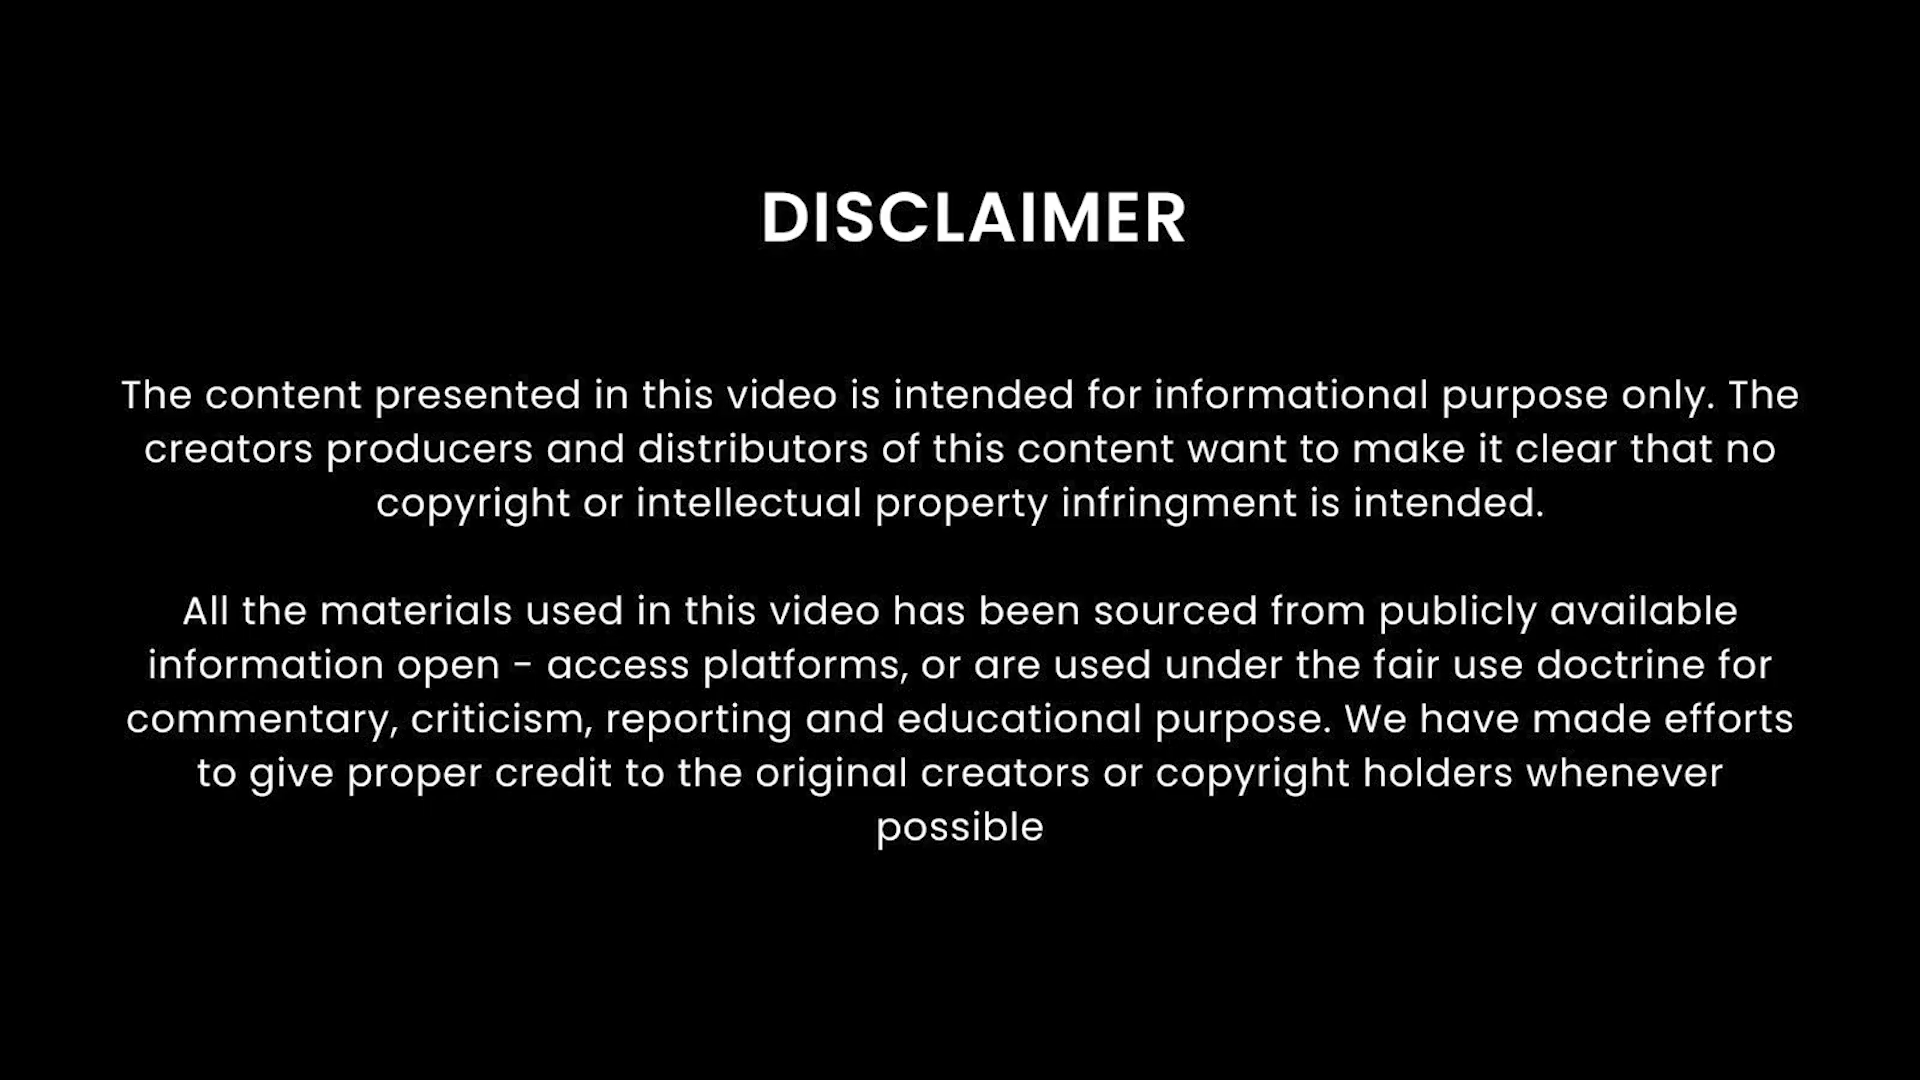 DISCLAIMER
The content presented in this video is intended for informational purpose only. The
creators producers and distributors of this content want to make it clear that no
copyright or intellectual property infringment is intended.
All the materials used in this video has been sourced from publicly available
information open - access platforms, or are used under the fair use doctrine for
commentary, criticism, reporting and educational purpose. We have made efforts
to give proper credit to the original creators or copyright holders whenever
possible